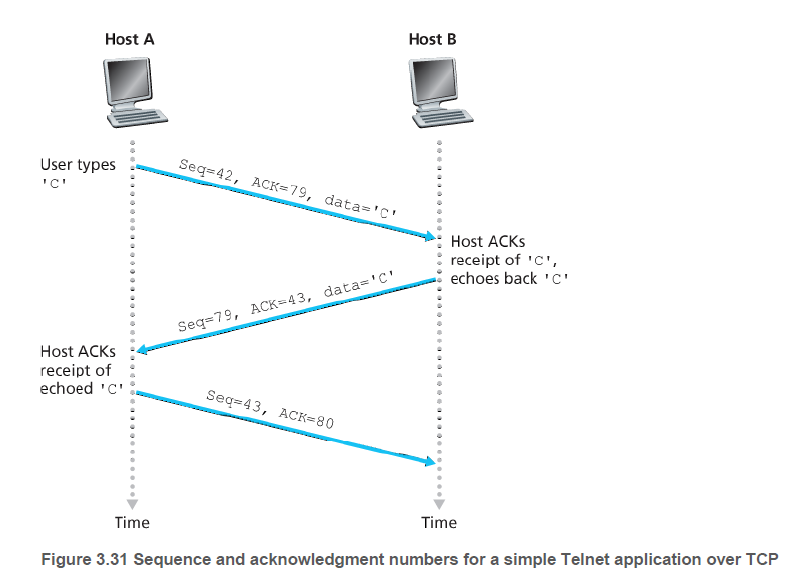 Host A
Host B
User types
'C'
Seq=42, ACK=79, data='C'
Host ACKs
receipt of 'C',
echoes back 'C'
Seq=79, ACK=43, data='C'
Host ACKs
receipt of
echoed 'C'
Seq=43, ACK=80
Time
Time
Figure 3.31 Sequence and acknowledgment numbers for a simple Telnet application over TCP